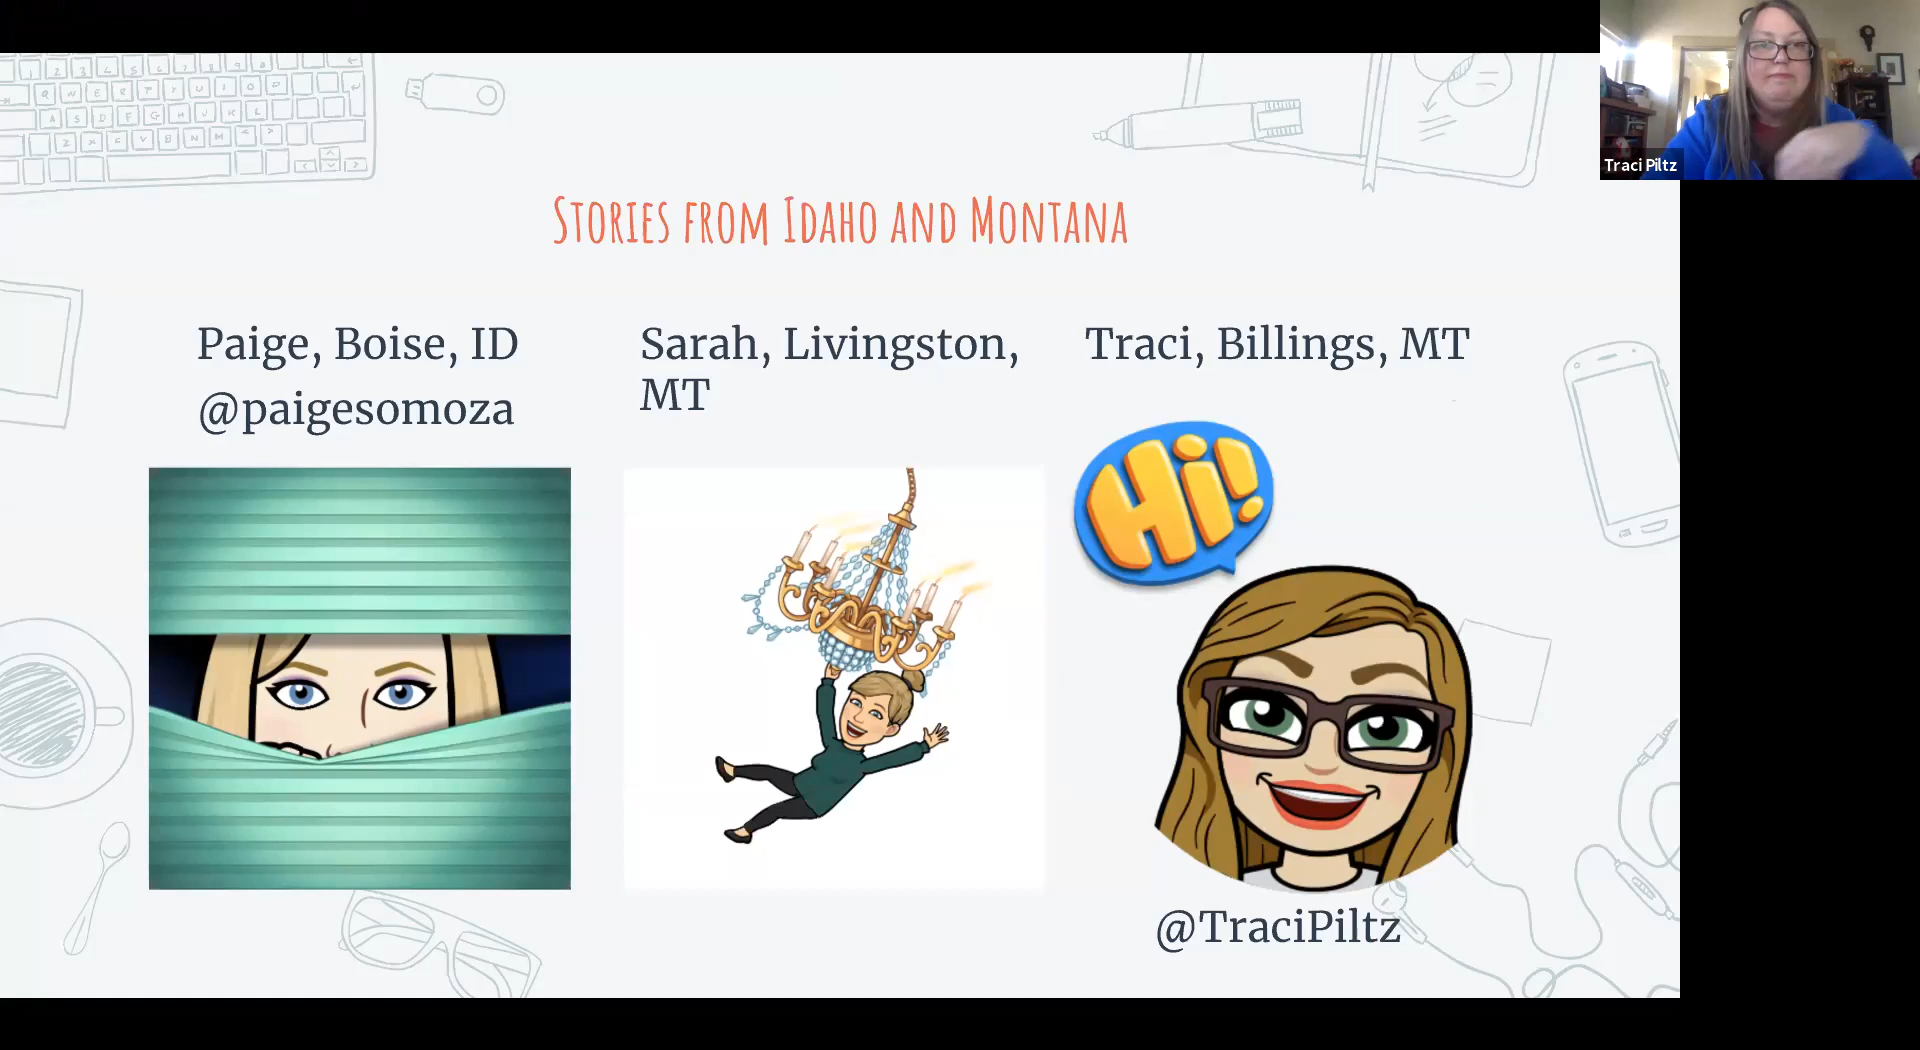 Traci Piltz
Stories from Idaho and Montana
Paige, Boise, ID
@paigesomoza
Sarah, Livingston,
MT
Traci, Billings, MT
Hi!
@TraciPiltz